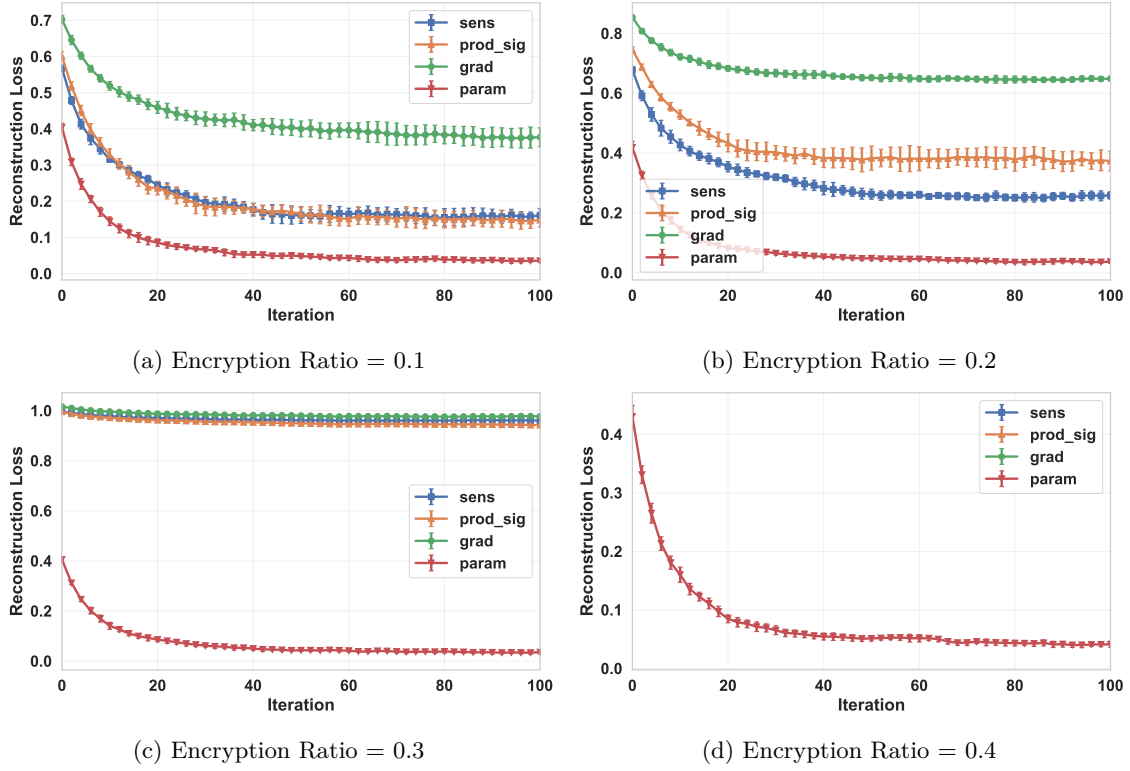 0.7
0.6
0.5
0.4
0.3
0.2
0.1
0.0
Reconstruction Loss
sens
prod_sig
grad
param
0 20 40 60 80 100
Iteration
(a) Encryption Ratio = 0.1
0.8
0.6
0.4
0.2
0.0
Reconstruction Loss
sens
prod_sig
grad
param
0 20 40 60 80 100
Iteration
(b) Encryption Ratio = 0.2
1.0
0.8
0.6
0.4
0.2
0.0
Reconstruction Loss
sens
prod_sig
grad
param
0 20 40 60 80 100
Iteration
(c) Encryption Ratio = 0.3
0.4
0.3
0.2
0.1
0.0
Reconstruction Loss
sens
prod_sig
grad
param
0 20 40 60 80 100
Iteration
(d) Encryption Ratio = 0.4